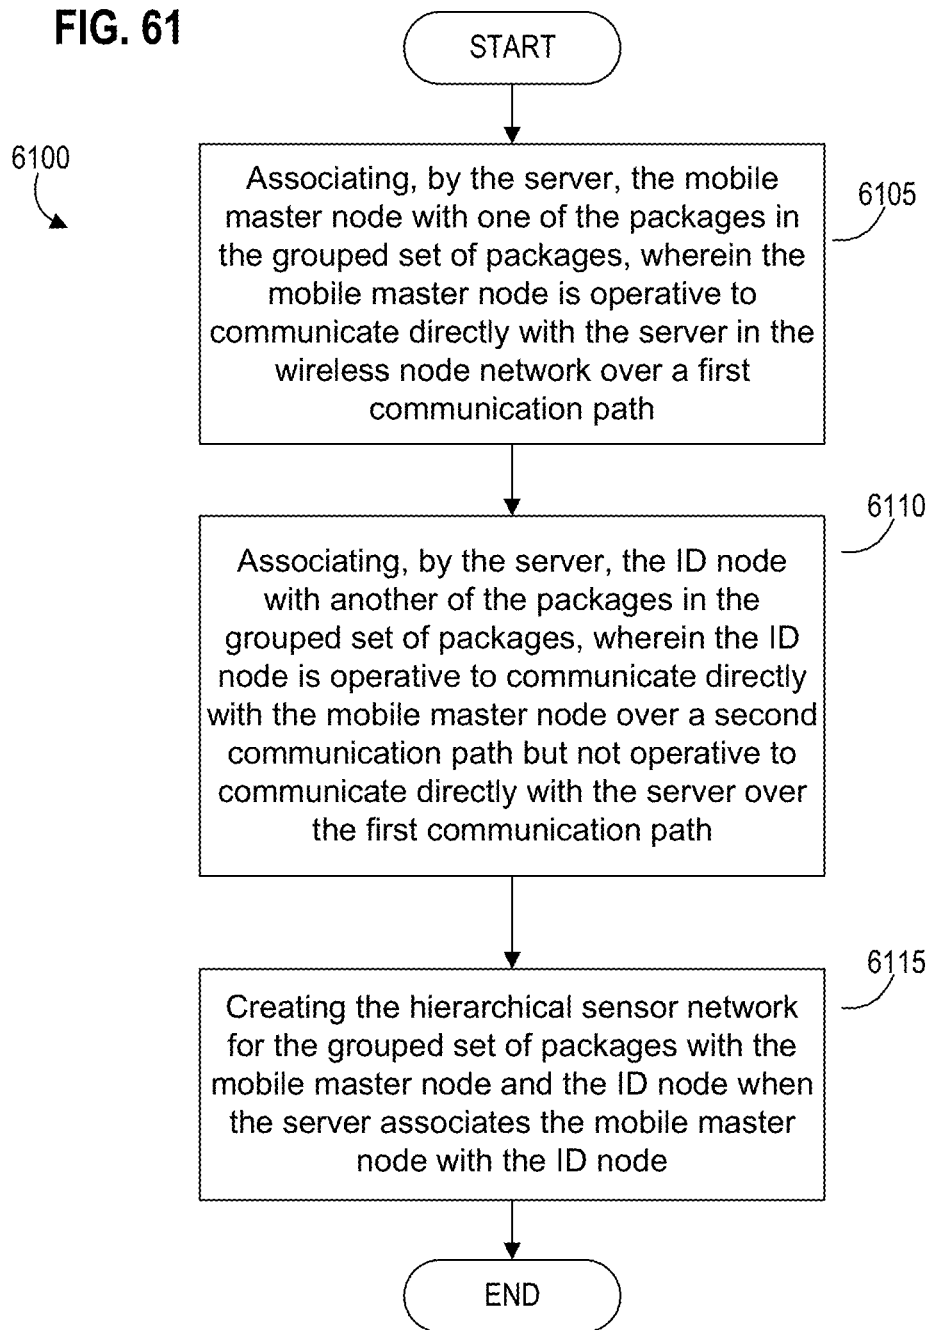 FIG. 61
START
6100
Associating, by the server, the mobile
master node with one of the packages in
the grouped set of packages, wherein the
mobile master node is operative to
communicate directly with the server in the
wireless node network over a first
communication path
6105
Associating, by the server, the ID node
with another of the packages in the
grouped set of packages, wherein the ID
node is operative to communicate directly
with the mobile master node over a second
communication path but not operative to
communicate directly with the server over
the first communication path
6110
Creating the hierarchical sensor network
for the grouped set of packages with the
mobile master node and the ID node when
the server associates the mobile master
node with the ID node
6115
END